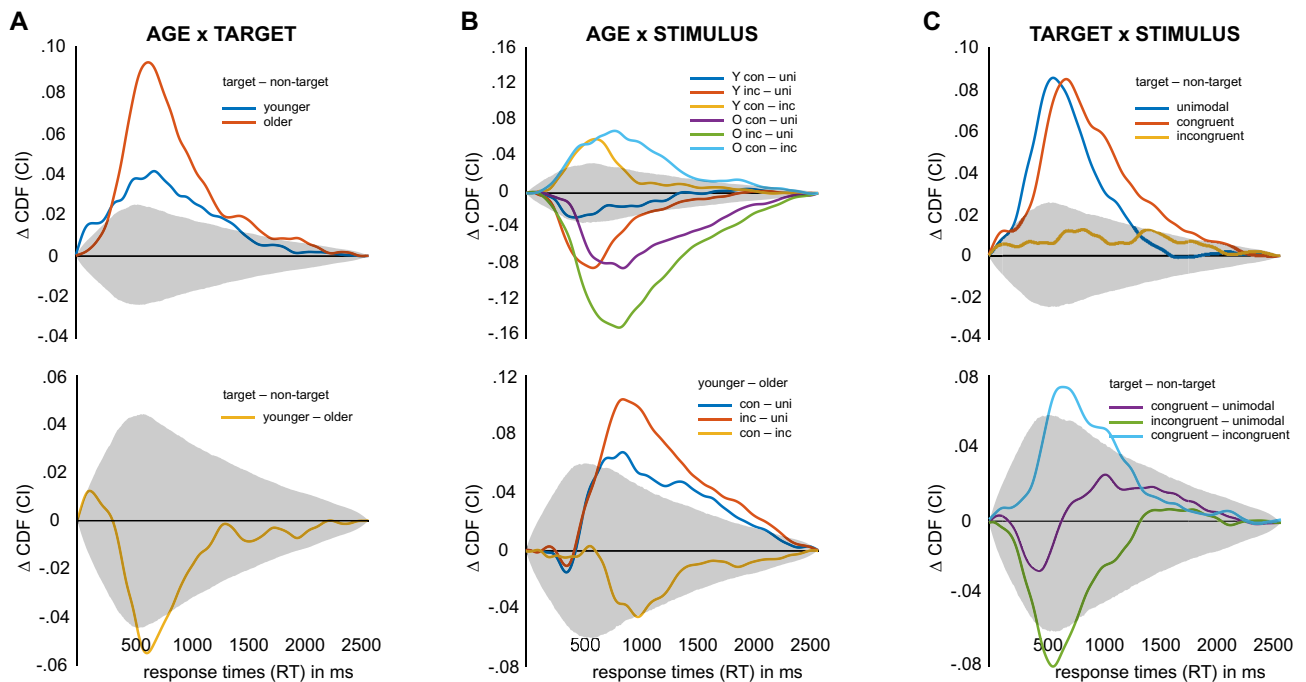 A
AGE x TARGET
.10
.08
.06
.04
.02
0
-.02
-.04
Δ CDF (CI)
target – non-target
younger
older
.06
.04
.02
0
-.02
-.04
-.06
Δ CDF (CI)
target – non-target
younger – older
500 1000 1500 2000 2500
response times (RT) in ms
B
AGE x STIMULUS
.16
.12
.08
.04
0
-.04
-.08
-.12
-.16
Δ CDF (CI)
Y con – uni
Y inc – uni
Y con – inc
O con – uni
O inc – uni
O con – inc
0.12
.08
.04
0
-.04
-.08
Δ CDF (CI)
younger – older
con – uni
inc – uni
con – inc
500 1000 1500 2000 2500
response times (RT) in ms
C
TARGET x STIMULUS
.10
.08
.06
.04
.02
0
-.02
-.04
Δ CDF (CI)
target – non-target
unimodal
congruent
incongruent
.08
.04
0
-.04
-.08
Δ CDF (CI)
target – non-target
congruent – unimodal
incongruent – unimodal
congruent – incongruent
500 1000 1500 2000 2500
response times (RT) in ms